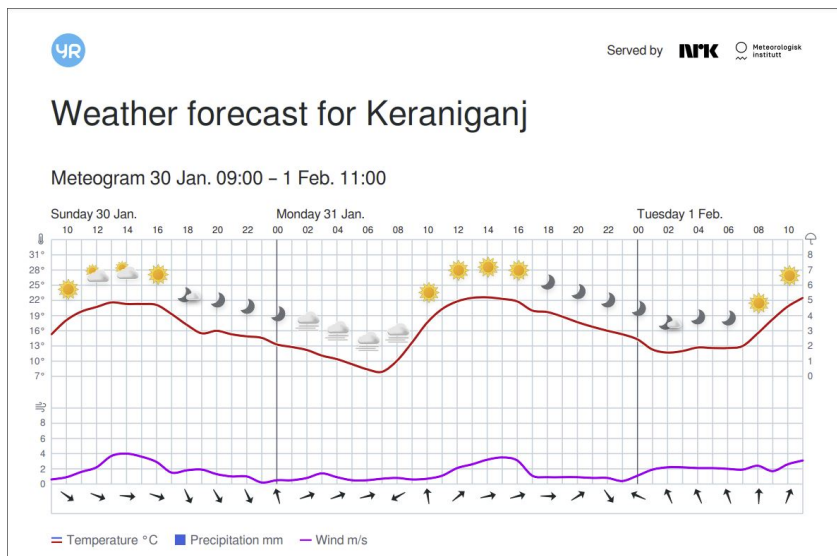 YR
Served by NRK Meteorologisk
institutt
Weather forecast for Keraniganj
Meteogram 30 Jan. 09:00 – 1 Feb. 11:00
Sunday 30 Jan. Monday 31 Jan. Tuesday 1 Feb.
10 12 14 16 18 20 22 00 02 04 06 08 10 12 14 16 18 20 22 00 02 04 06 08 10
31° 8
28° 7
25° 6
22° 5
19° 4
16° 3
13° 2
10° 1
7° 0
8
6
4
2
0
Temperature °C Precipitation mm Wind m/s